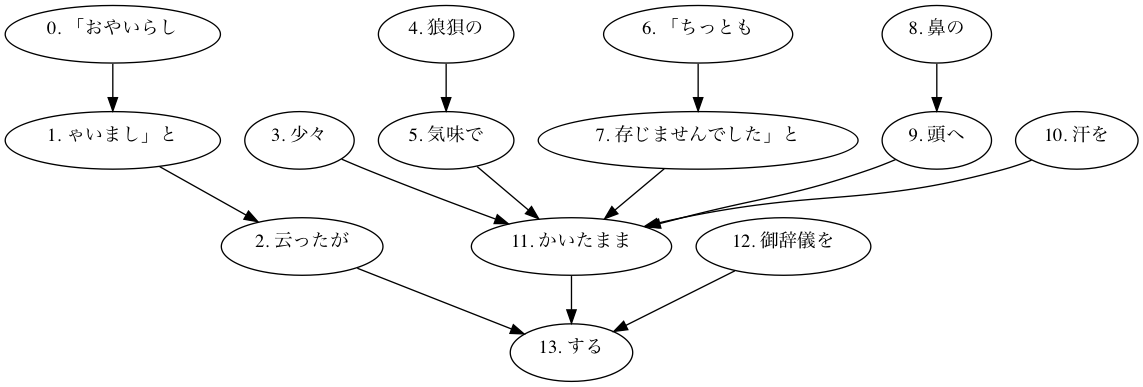 0. 「おやいらし
4. 狼狽の
6. 「ちっとも
8. 鼻の
1. ゃいまし」と
3. 少々
5. 気味で
7. 存じませんでした」と
9. 頭へ
10. 汗を
2. 云ったが
11. かいたまま
12. 御辞儀を
13. する